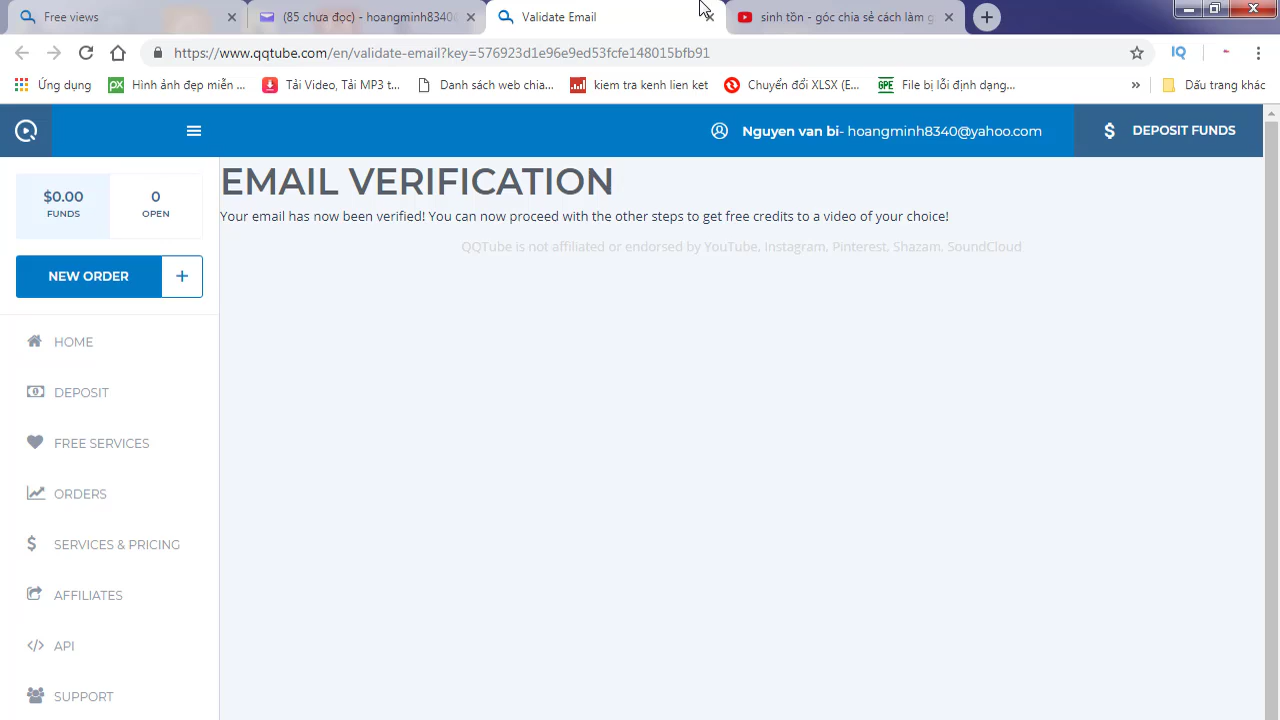 Free views
(85 chưa đọc) - hoangminh8340
Validate Email
sinh tồn - góc chia sẻ cách làm g
https://www.qqtube.com/en/validate-email?key=576923d1e96e9ed53fcfe148015bfb91
IQ
Ứng dụng
px Hình ảnh đẹp miễn ...
Tải Video, Tải MP3 t...
Danh sách web chia...
kiem tra kenh lien ket
Chuyển đổi XLSX (E...
GPE File bị lỗi định dạng...
»
Dấu trang khác
Nguyen van bi- hoangminh8340@yahoo.com
$ DEPOSIT FUNDS
$0.00
FUNDS
0
OPEN
NEW ORDER +
HOME
DEPOSIT
FREE SERVICES
ORDERS
$ SERVICES & PRICING
AFFILIATES
</> API
SUPPORT
EMAIL VERIFICATION
Your email has now been verified! You can now proceed with the other steps to get free credits to a video of your choice!
QQTube is not affiliated or endorsed by YouTube, Instagram, Pinterest, Shazam, SoundCloud